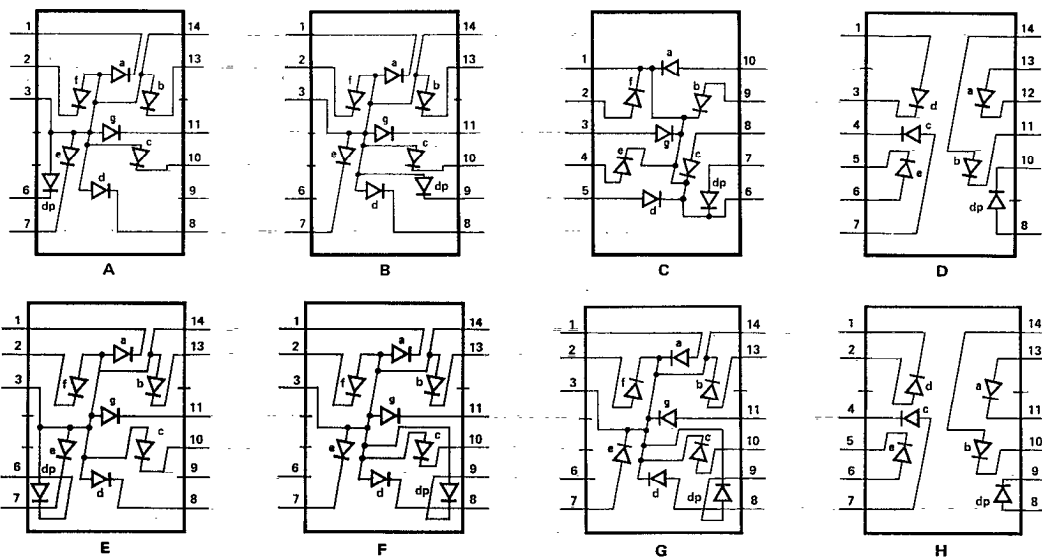 1 14
2 a 13
f b
3
g 11
e c
10
6 d 9
dp
7 8
A
1 14
2 a 13
f b
3
g 11
e c
10
6 dp 9
d
7 8
B
a
1 10
f
2 b 9
3 8
g
e c
4 7
dp
5 6
d
C
1 14
13
a
3 12
d
4 c 11
5 b 10
e
6
dp
7 8
D
1 14
a
2 13
f b
3
g 11
c
e 10
6 dp 9
7 d 8
E
1 14
a
2 13
f b
3
g 11
c
e 10
6 9
d dp
7 8
F
1 14
a
2 13
f b
3
g 11
c
e 10
6 9
d dp
7 8
G
1 14
2 13
d a
4 c 11
5 b 10
e
6 9
dp
7 8
H